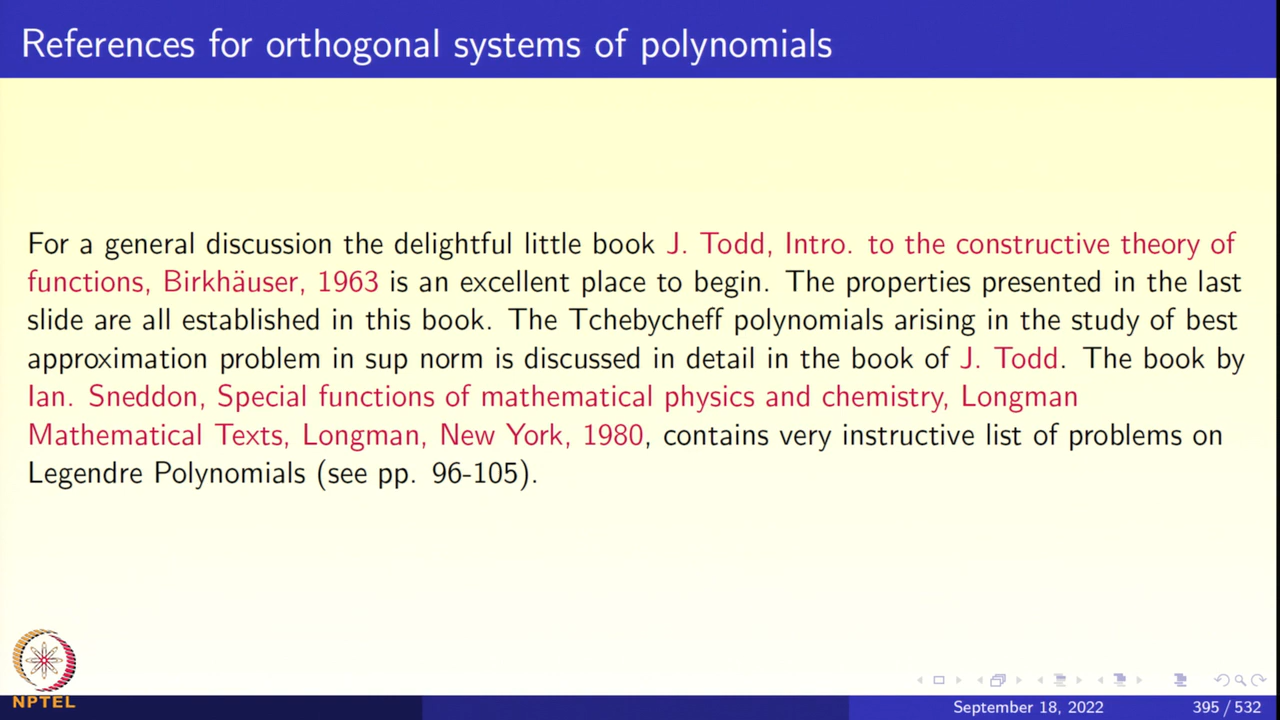 References for orthogonal systems of polynomials
For a general discussion the delightful little book J. Todd, Intro. to the constructive theory of
functions, Birkhäuser, 1963 is an excellent place to begin. The properties presented in the last
slide are all established in this book. The Tchebycheff polynomials arising in the study of best
approximation problem in sup norm is discussed in detail in the book of J. Todd. The book by
Ian. Sneddon, Special functions of mathematical physics and chemistry, Longman
Mathematical Texts, Longman, New York, 1980, contains very instructive list of problems on
Legendre Polynomials (see pp. 96-105).
NPTEL
September 18, 2022 395 / 532